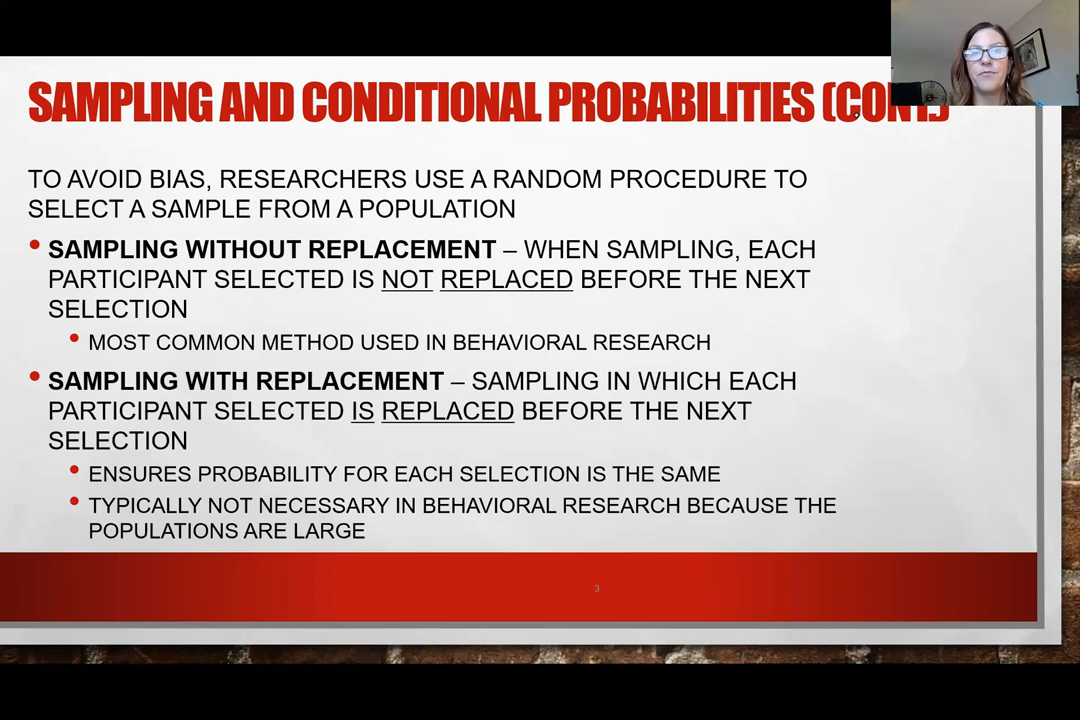 SAMPLING AND CONDITIONAL PROBABILITIES (CONT)
TO AVOID BIAS, RESEARCHERS USE A RANDOM PROCEDURE TO
SELECT A SAMPLE FROM A POPULATION
• SAMPLING WITHOUT REPLACEMENT – WHEN SAMPLING, EACH
PARTICIPANT SELECTED IS NOT REPLACED BEFORE THE NEXT
SELECTION
• MOST COMMON METHOD USED IN BEHAVIORAL RESEARCH
• SAMPLING WITH REPLACEMENT – SAMPLING IN WHICH EACH
PARTICIPANT SELECTED IS REPLACED BEFORE THE NEXT
SELECTION
• ENSURES PROBABILITY FOR EACH SELECTION IS THE SAME
• TYPICALLY NOT NECESSARY IN BEHAVIORAL RESEARCH BECAUSE THE
POPULATIONS ARE LARGE
3